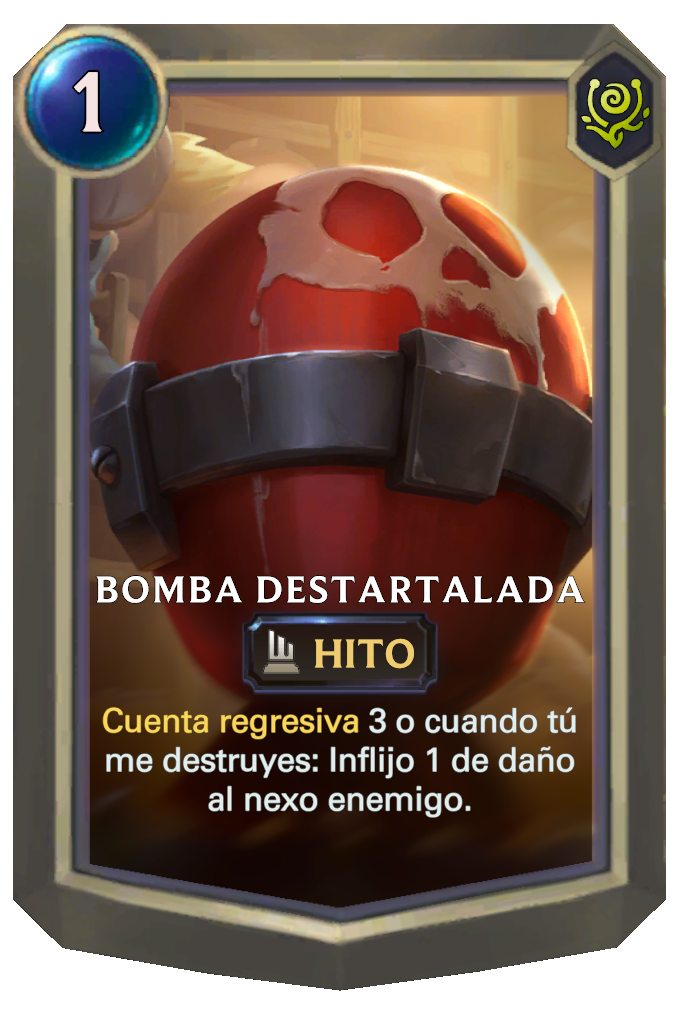 1
BOMBA DESTARTALADA
HITO
Cuenta regresiva 3 o cuando tú
me destruyes: Inflijo 1 de daño
al nexo enemigo.